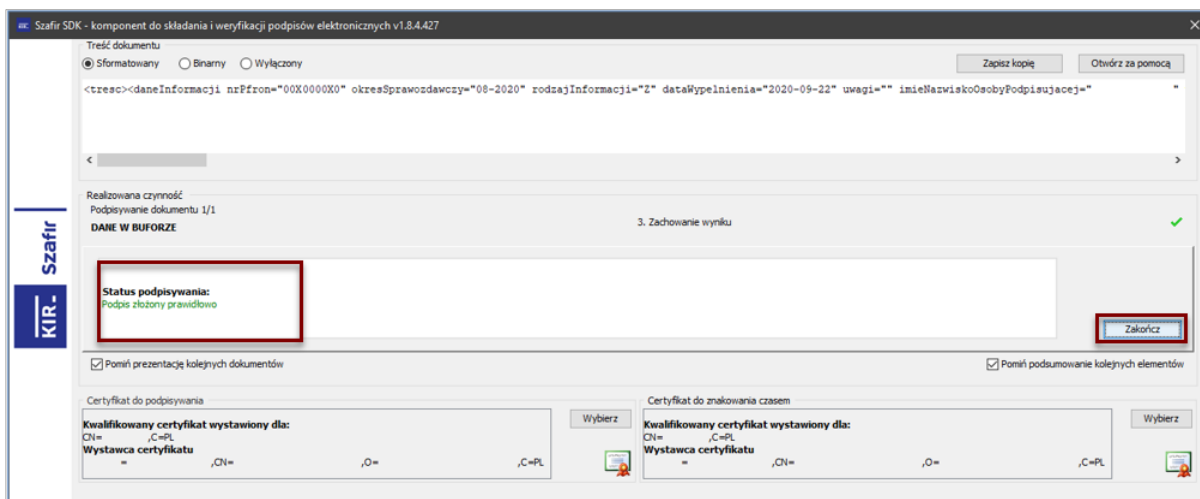 Szafir SDK - komponent do składania i weryfikacji podpisów elektronicznych v1.8.4.427
Treść dokumentu
Sformatowany Binarny Wyłączony Zapisz kopię Otwórz za pomocą
<tresc><daneInformacji nrPfron="00X0000X0" okresSprawozdawczy="08-2020" rodzajInformacji="Z" dataWypelnienia="2020-09-22" uwagi="" imieNazwiskoOsobyPodpisujacej=" "
Realizowana czynność
Podpisywanie dokumentu 1/1
DANE W BUFORZE
3. Zachowanie wyniku
Szafir
KIR.
Status podpisywania:
Podpis złożony prawidłowo
Zakończ
Pomiń prezentację kolejnych dokumentów
Pomiń podsumowanie kolejnych elementów
Certyfikat do podpisywania
Wybierz
Kwalifikowany certyfikat wystawiony dla:
CN= ,C=PL
Wystawca certyfikatu
= ,CN= ,O= ,C=PL
Certyfikat do znakowania czasem
Wybierz
Kwalifikowany certyfikat wystawiony dla:
CN= ,C=PL
Wystawca certyfikatu
= ,CN= ,O= ,C=PL